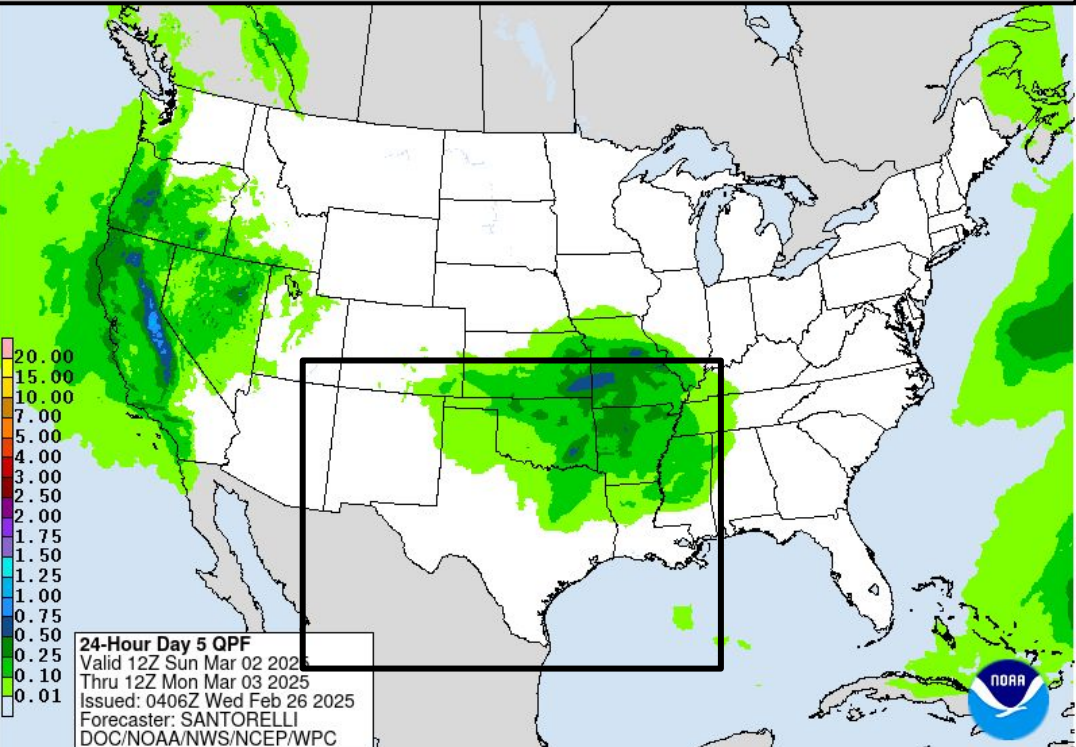 20.00
15.00
10.00
7.00
5.00
4.00
3.00
2.50
2.00
1.75
1.50
1.25
1.00
0.75
0.50
0.25
0.10
0.01
24-Hour Day 5 QPF
Valid 12Z Sun Mar 02 2025
Thru 12Z Mon Mar 03 2025
Issued: 0406Z Wed Feb 26 2025
Forecaster: SANTORELLI
DOC/NOAA/NWS/NCEP/WPC
NOAA